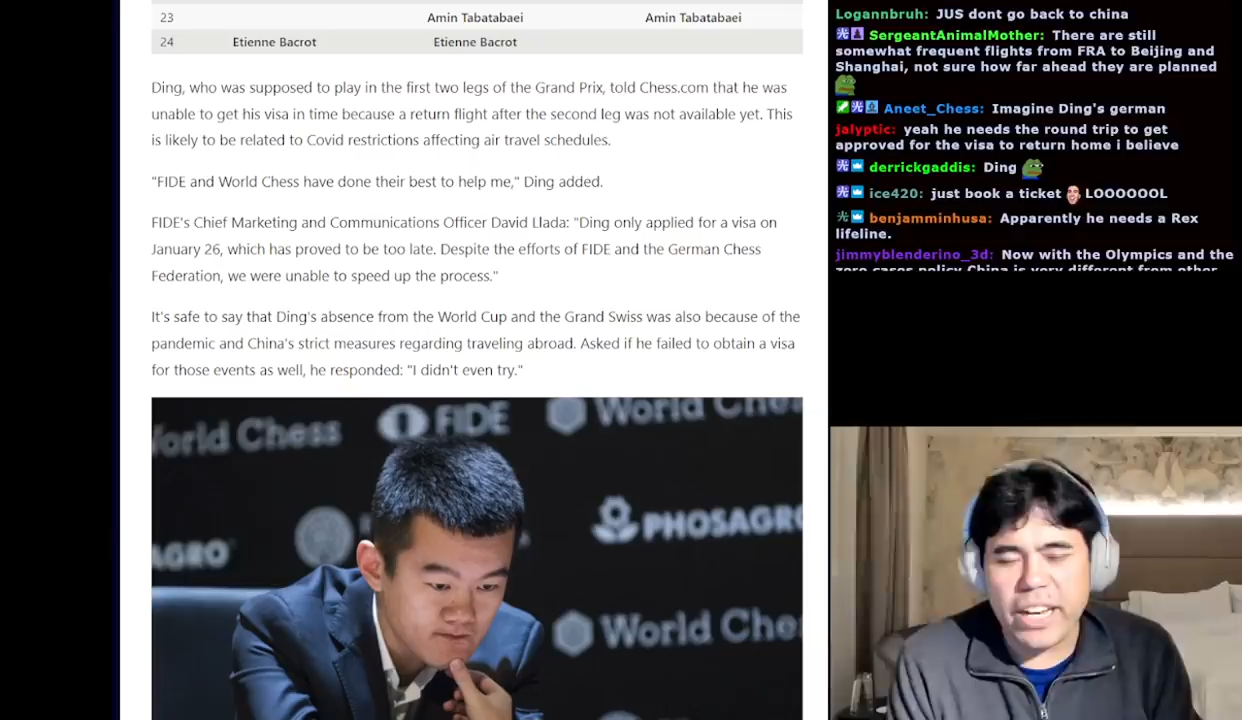 23 Amin Tabatabaei Amin Tabatabaei
24 Etienne Bacrot Etienne Bacrot
Ding, who was supposed to play in the first two legs of the Grand Prix, told Chess.com that he was
unable to get his visa in time because a return flight after the second leg was not available yet. This
is likely to be related to Covid restrictions affecting air travel schedules.
"FIDE and World Chess have done their best to help me," Ding added.
FIDE's Chief Marketing and Communications Officer David Llada: "Ding only applied for a visa on
January 26, which has proved to be too late. Despite the efforts of FIDE and the German Chess
Federation, we were unable to speed up the process."
It's safe to say that Ding's absence from the World Cup and the Grand Swiss was also because of the
pandemic and China's strict measures regarding traveling abroad. Asked if he failed to obtain a visa
for those events as well, he responded: "I didn't even try."
World Chess
FIDE
World Chess
AGRO
PHOSAGRO
World Che
Logannbruh: JUS dont go back to china
SergeantAnimalMother: There are still
somewhat frequent flights from FRA to Beijing and
Shanghai, not sure how far ahead they are planned
Aneet_Chess: Imagine Ding's german
jalyptic: yeah he needs the round trip to get
approved for the visa to return home i believe
derrickgaddis: Ding
ice420: just book a ticket LOOOOOOL
benjamminhusa: Apparently he needs a Rex
lifeline.
jimmyblenderino_3d: Now with the Olympics and the
zero cases policy China is very different from other